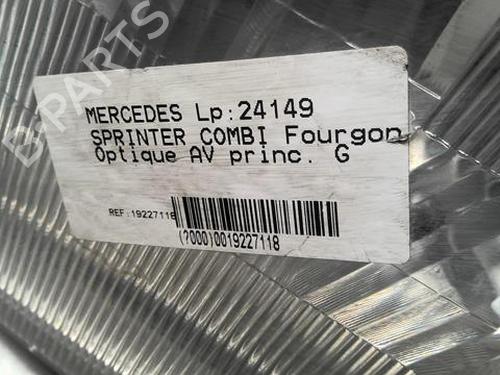 B-PARTS
MERCEDES Lp:24149
SPRINTER COMBI Fourgon
Optique AV princ. G
REF:19227118
(7000)0019227118